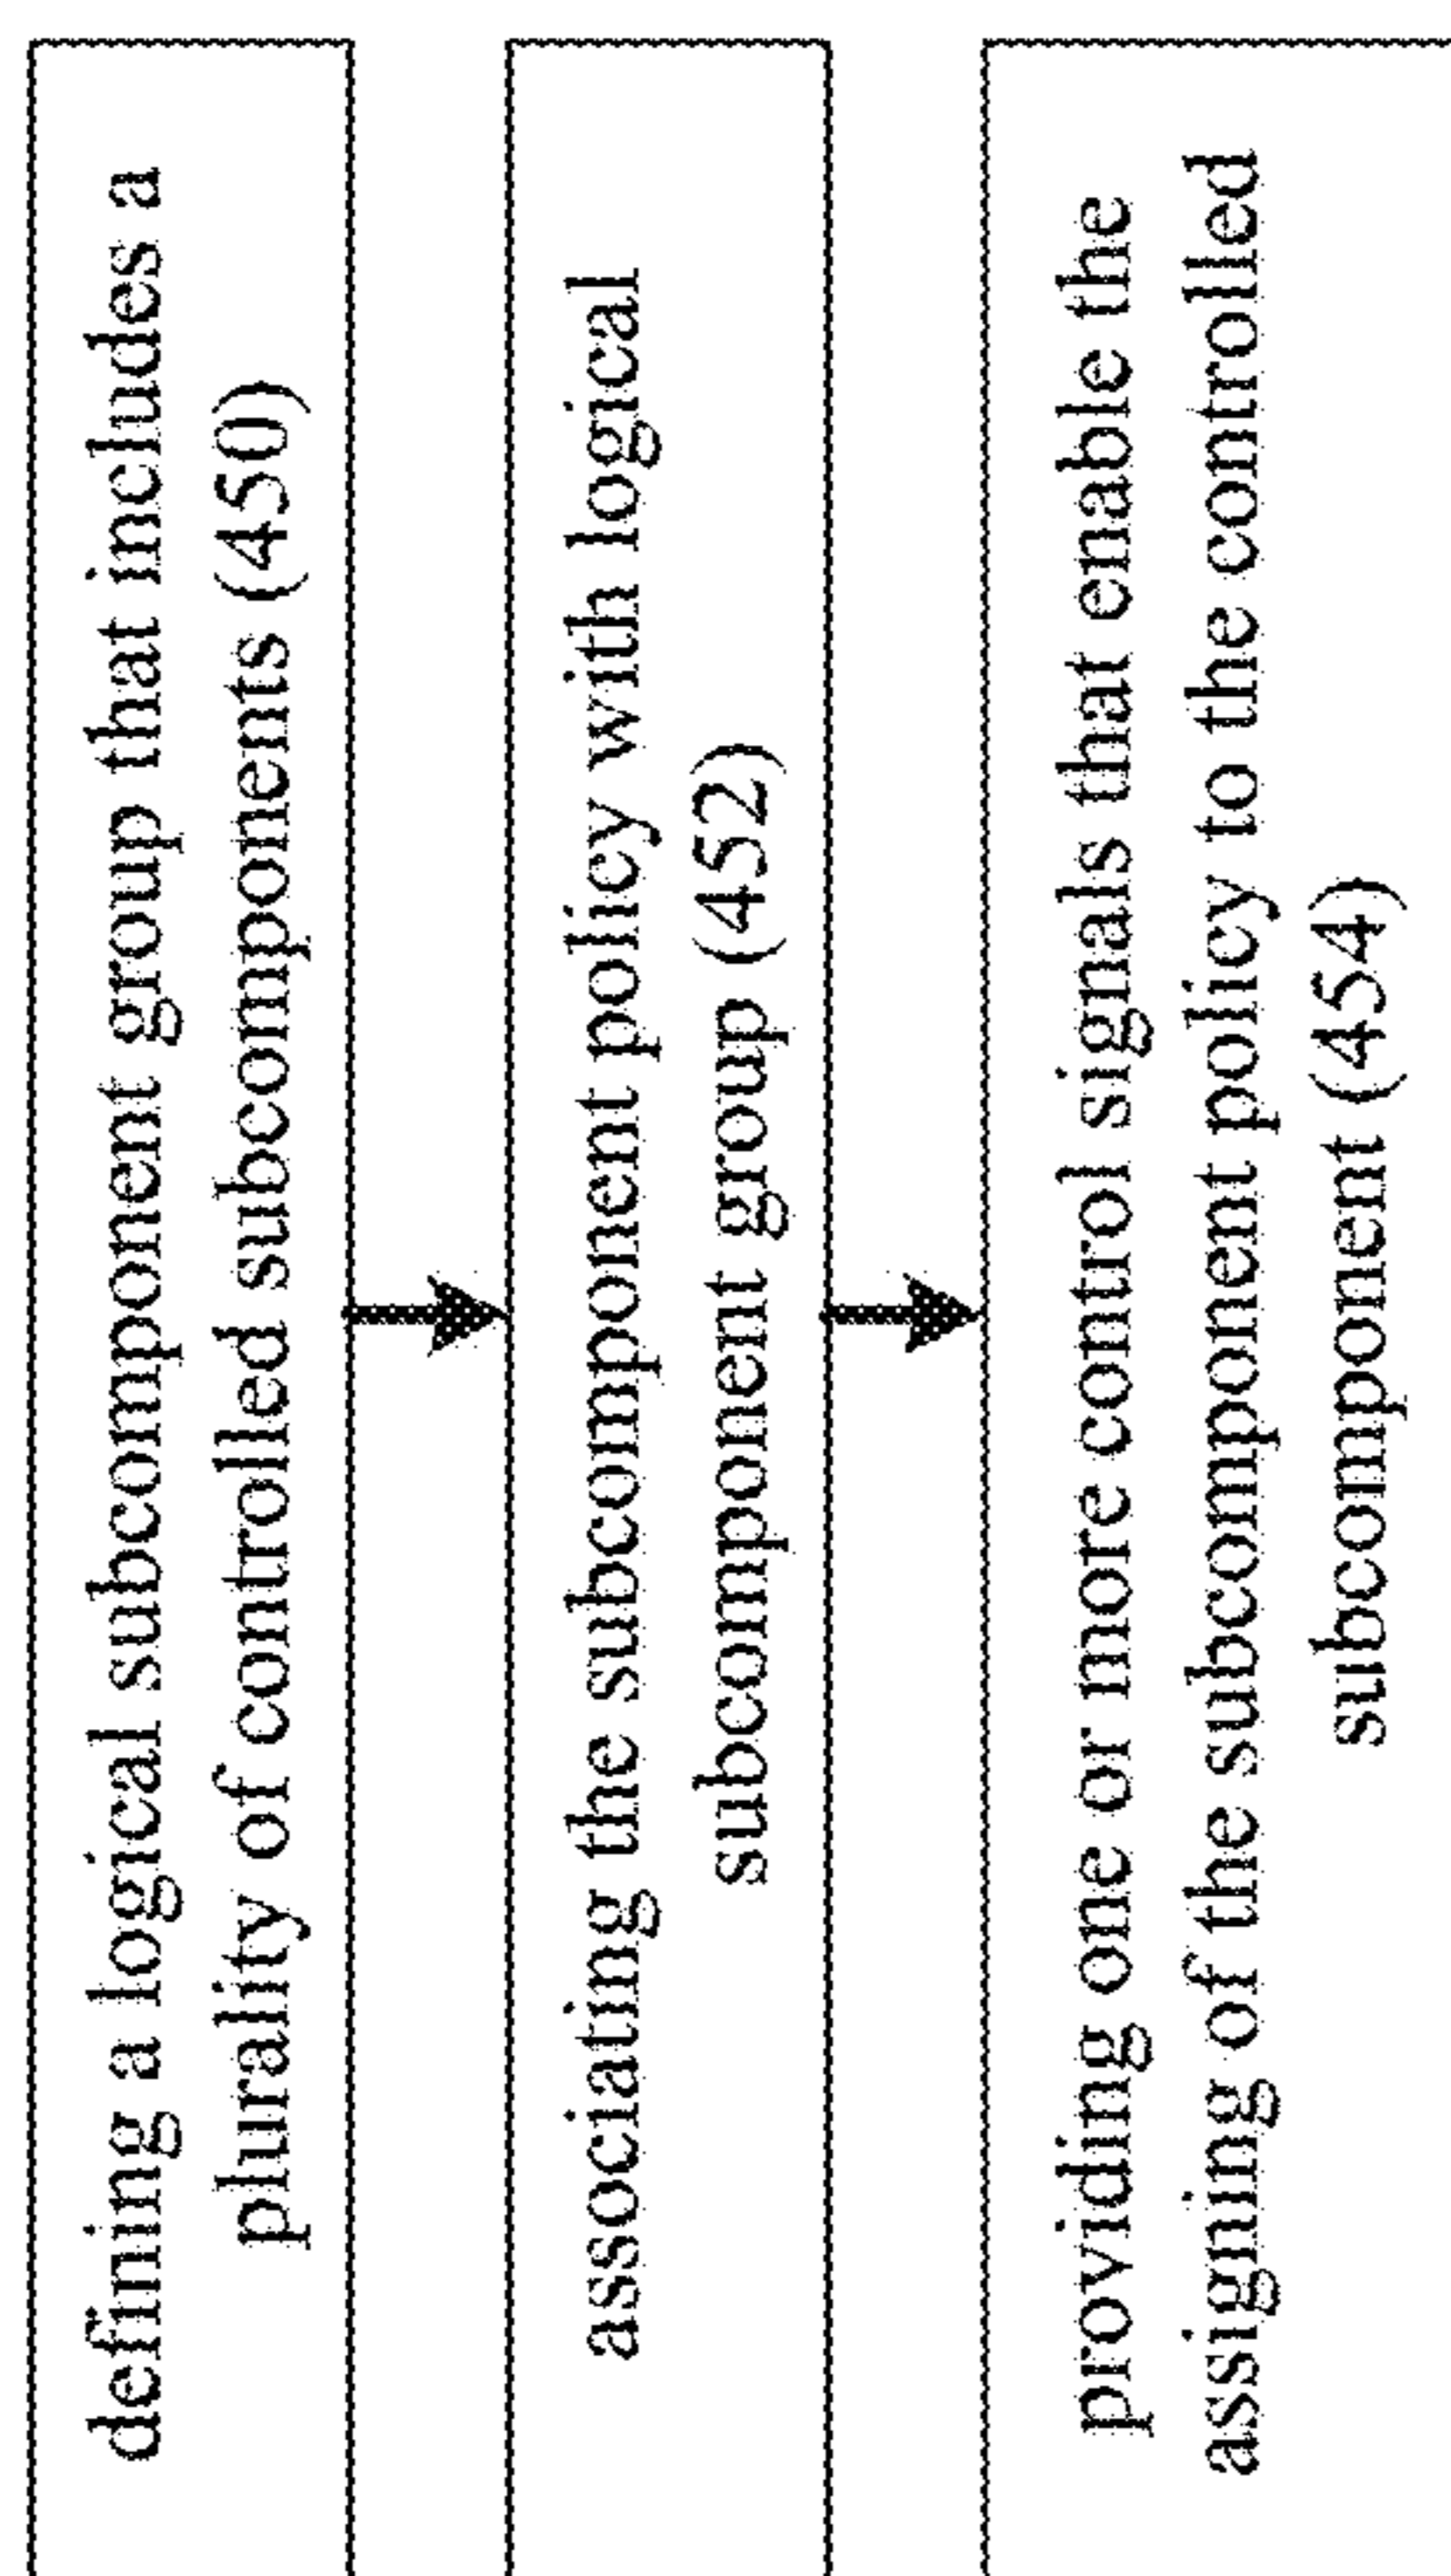 defining a logical subcomponent group that includes a
plurality of controlled subcomponents (450)
associating the subcomponent policy with logical
subcomponent group (452)
providing one or more control signals that enable the
assigning of the subcomponent policy to the controlled
subcomponent (454)